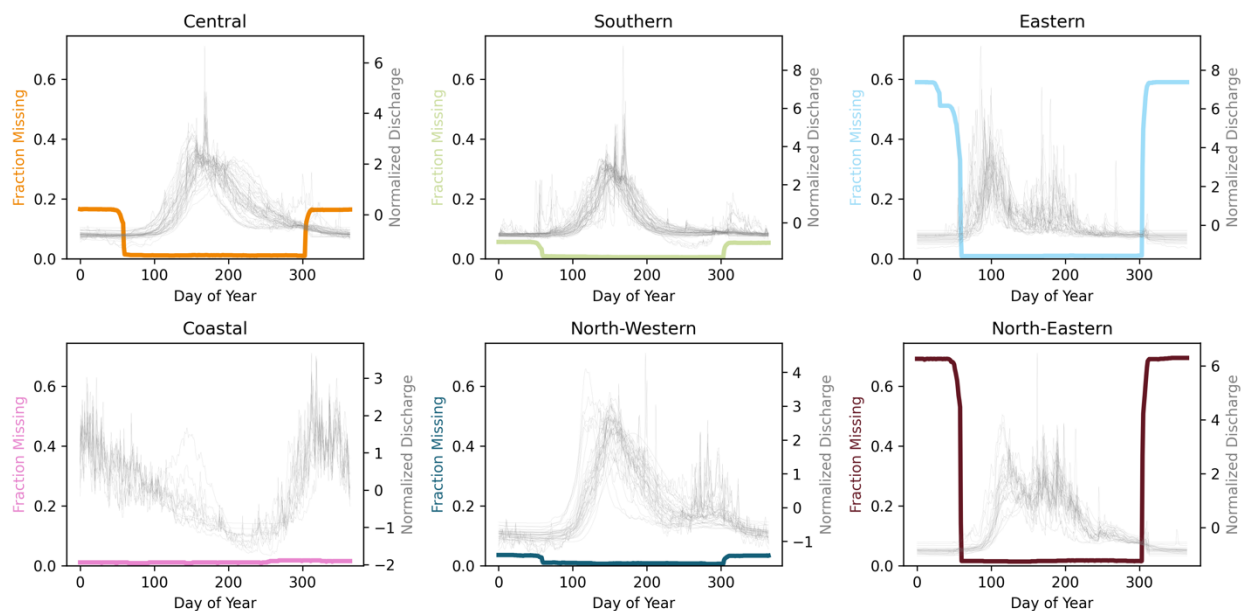 Central
Fraction Missing
0.6
0.4
0.2
0.0
6
4
2
0
Normalized Discharge
0 100 200 300
Day of Year
Southern
Fraction Missing
0.6
0.4
0.2
0.0
8
6
4
2
0
Normalized Discharge
0 100 200 300
Day of Year
Eastern
Fraction Missing
0.6
0.4
0.2
0.0
8
6
4
2
0
Normalized Discharge
0 100 200 300
Day of Year
Coastal
Fraction Missing
0.6
0.4
0.2
0.0
3
2
1
0
−1
−2
Normalized Discharge
0 100 200 300
Day of Year
North-Western
Fraction Missing
0.6
0.4
0.2
0.0
4
3
2
1
0
−1
Normalized Discharge
0 100 200 300
Day of Year
North-Eastern
Fraction Missing
0.6
0.4
0.2
0.0
6
4
2
0
Normalized Discharge
0 100 200 300
Day of Year